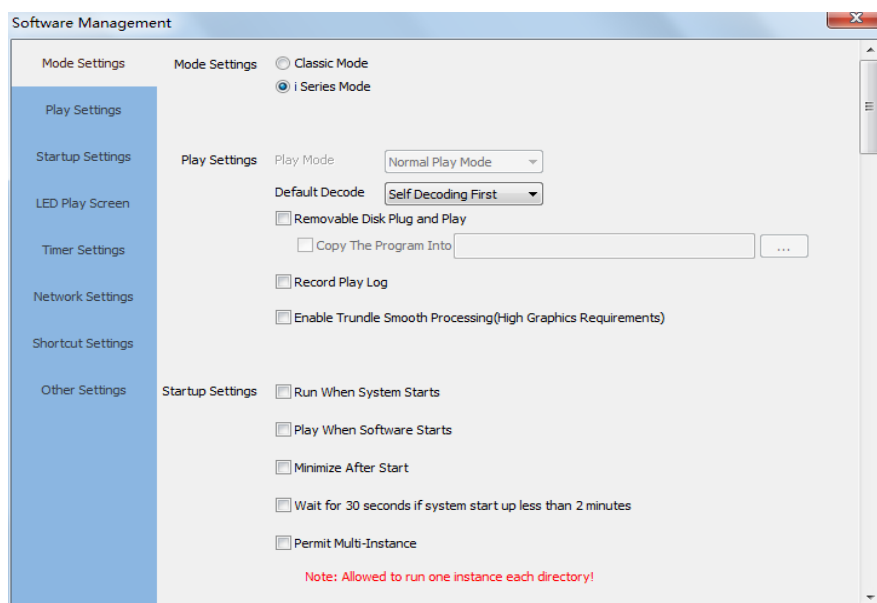 Software Management
Mode Settings
Play Settings
Startup Settings
LED Play Screen
Timer Settings
Network Settings
Shortcut Settings
Other Settings
Mode Settings
Classic Mode
i Series Mode
Play Settings
Play Mode
Normal Play Mode
Default Decode
Self Decoding First
Removable Disk Plug and Play
Copy The Program Into
...
Record Play Log
Enable Trundle Smooth Processing(High Graphics Requirements)
Startup Settings
Run When System Starts
Play When Software Starts
Minimize After Start
Wait for 30 seconds if system start up less than 2 minutes
Permit Multi-Instance
Note: Allowed to run one instance each directory!